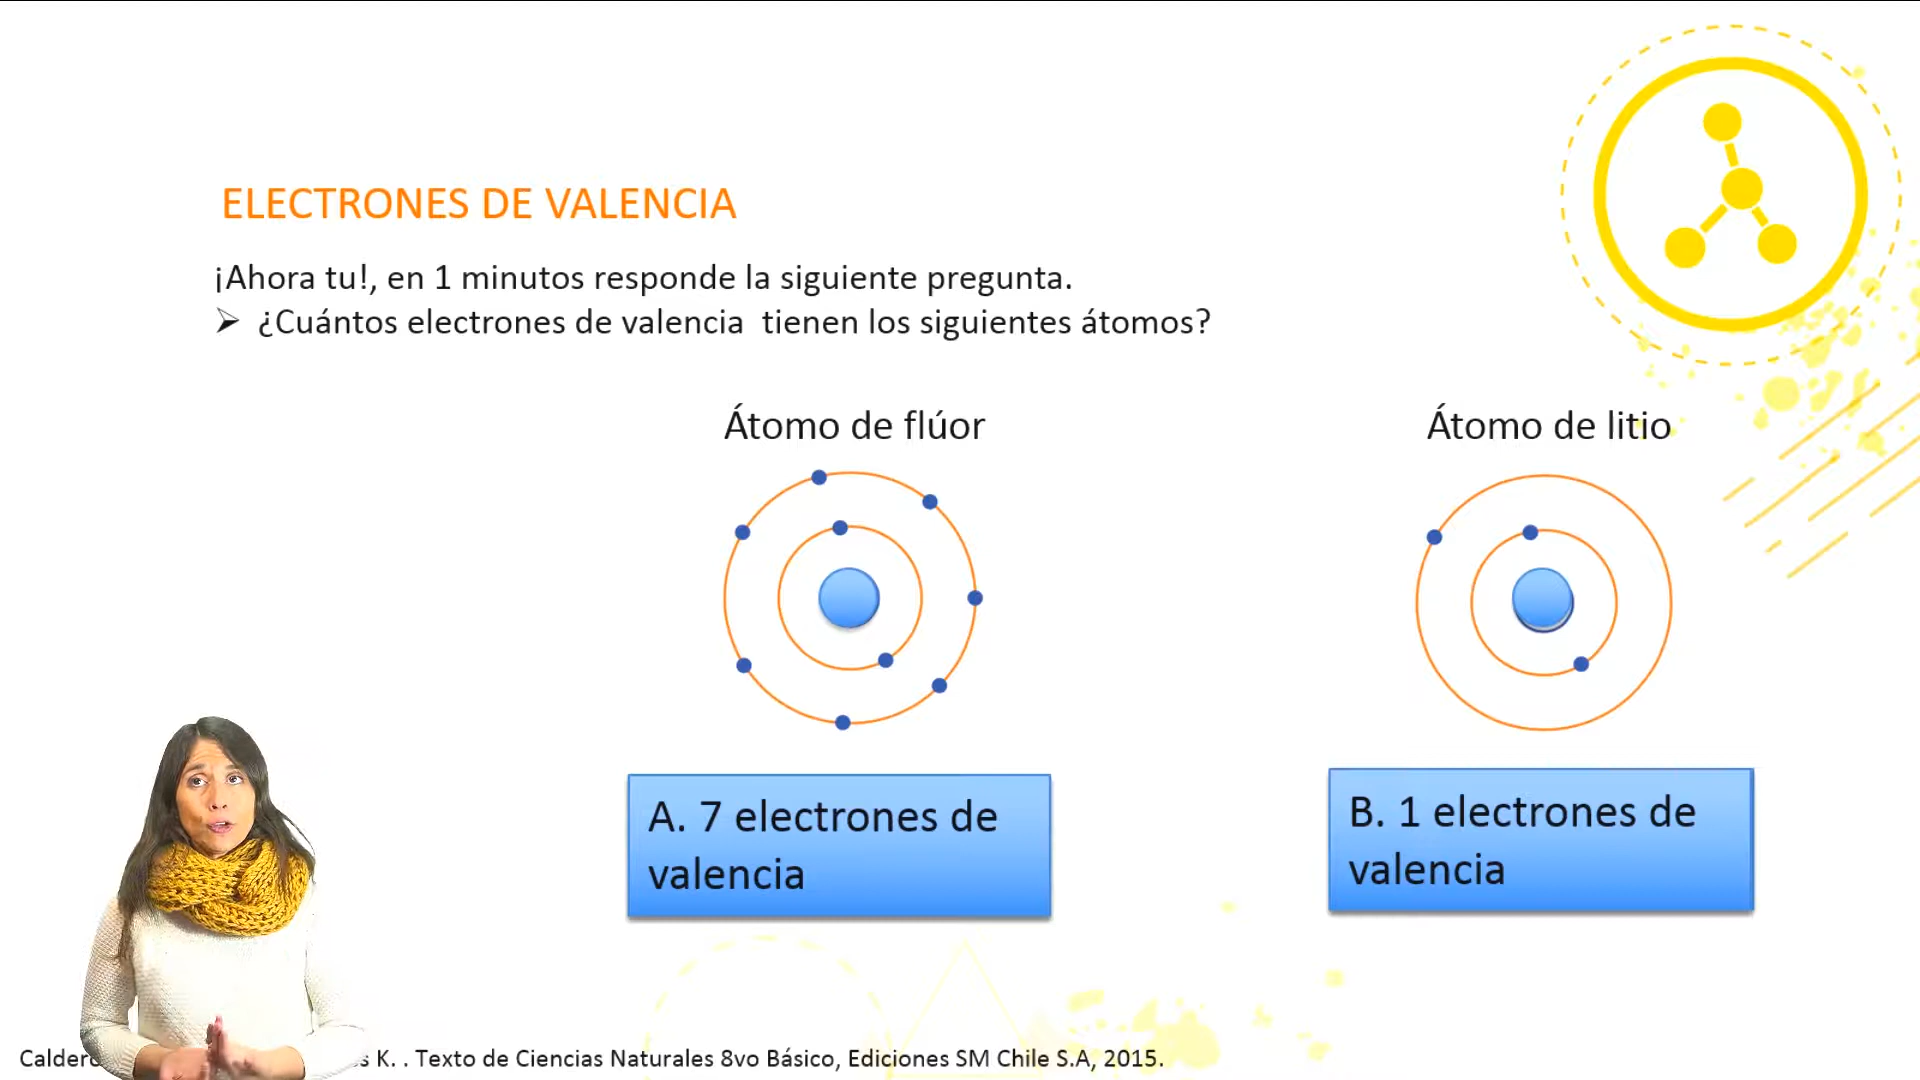 ELECTRONES DE VALENCIA
¡Ahora tu!, en 1 minutos responde la siguiente pregunta.
➢ ¿Cuántos electrones de valencia tienen los siguientes átomos?
Átomo de flúor
Átomo de litio
A. 7 electrones de
valencia
B. 1 electrones de
valencia
K. . Texto de Ciencias Naturales 8vo Básico, Ediciones SM Chile S.A, 2015.